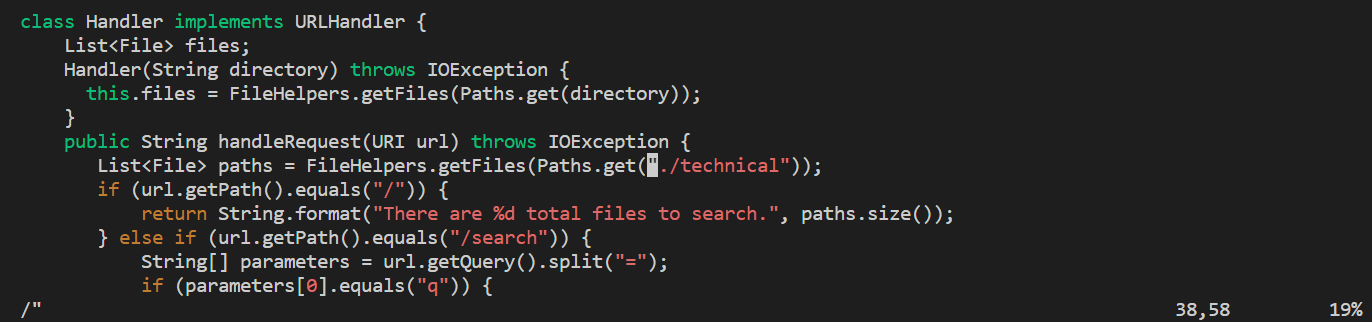 class Handler implements URLHandler {
    List<File> files;
    Handler(String directory) throws IOException {
      this.files = FileHelpers.getFiles(Paths.get(directory));
    }
    public String handleRequest(URI url) throws IOException {
       List<File> paths = FileHelpers.getFiles(Paths.get("./technical"));
       if (url.getPath().equals("/")) {
           return String.format("There are %d total files to search.", paths.size());
       } else if (url.getPath().equals("/search")) {
           String[] parameters = url.getQuery().split("=");
           if (parameters[0].equals("q")) {
/" 38,58 19%